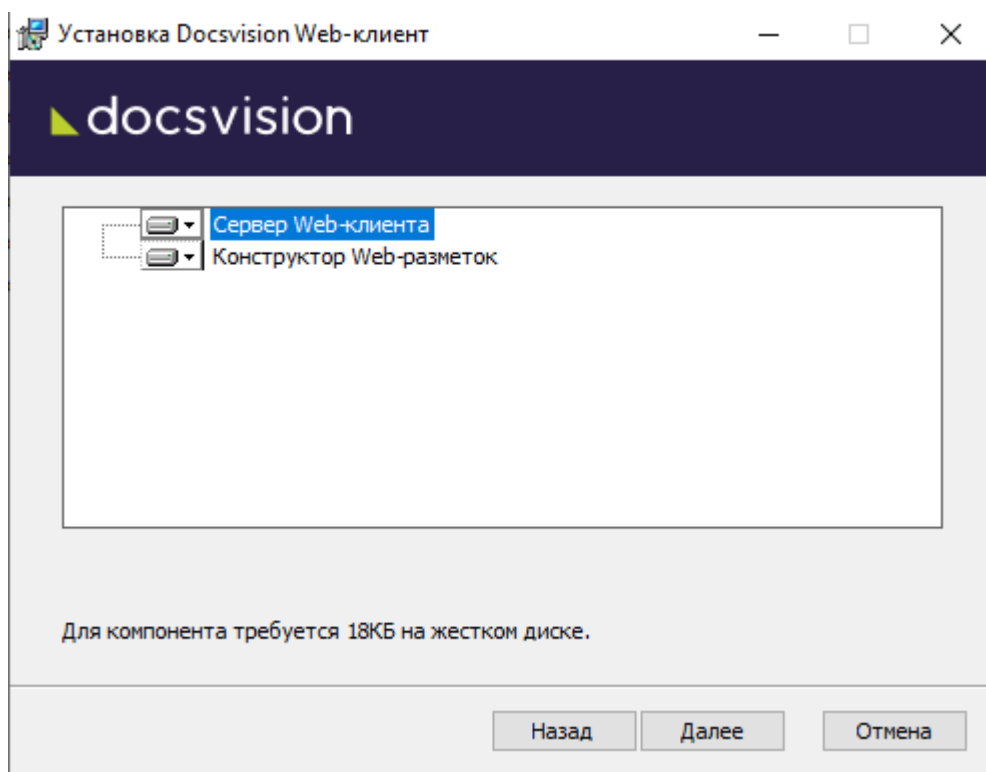 Установка Docsvision Web-клиент
docsvision
Сервер Web-клиента
Конструктор Web-разметок
Для компонента требуется 18КБ на жестком диске.
Назад Далее Отмена